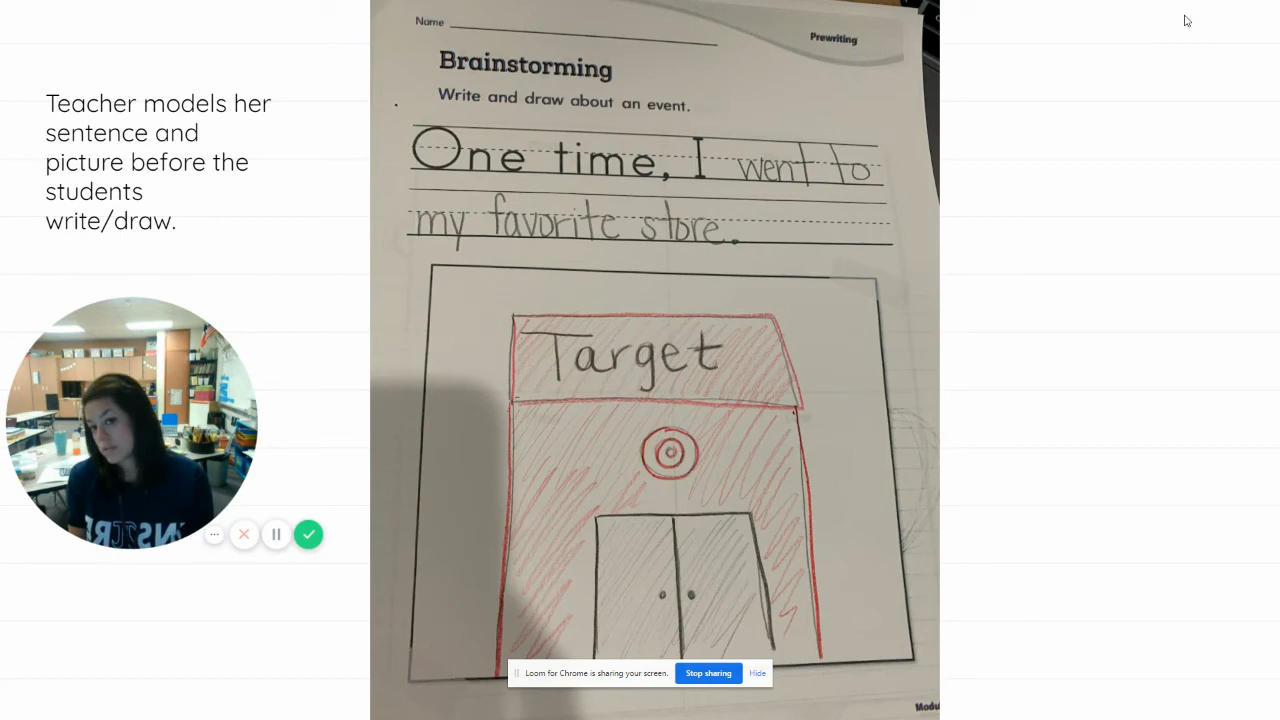 Teacher models her
sentence and
picture before the
students
write/draw.
Name
Prewriting
Brainstorming
Write and draw about an event.
One time, I went to
my favorite store.
Target
Loom for Chrome is sharing your screen. Stop sharing Hide